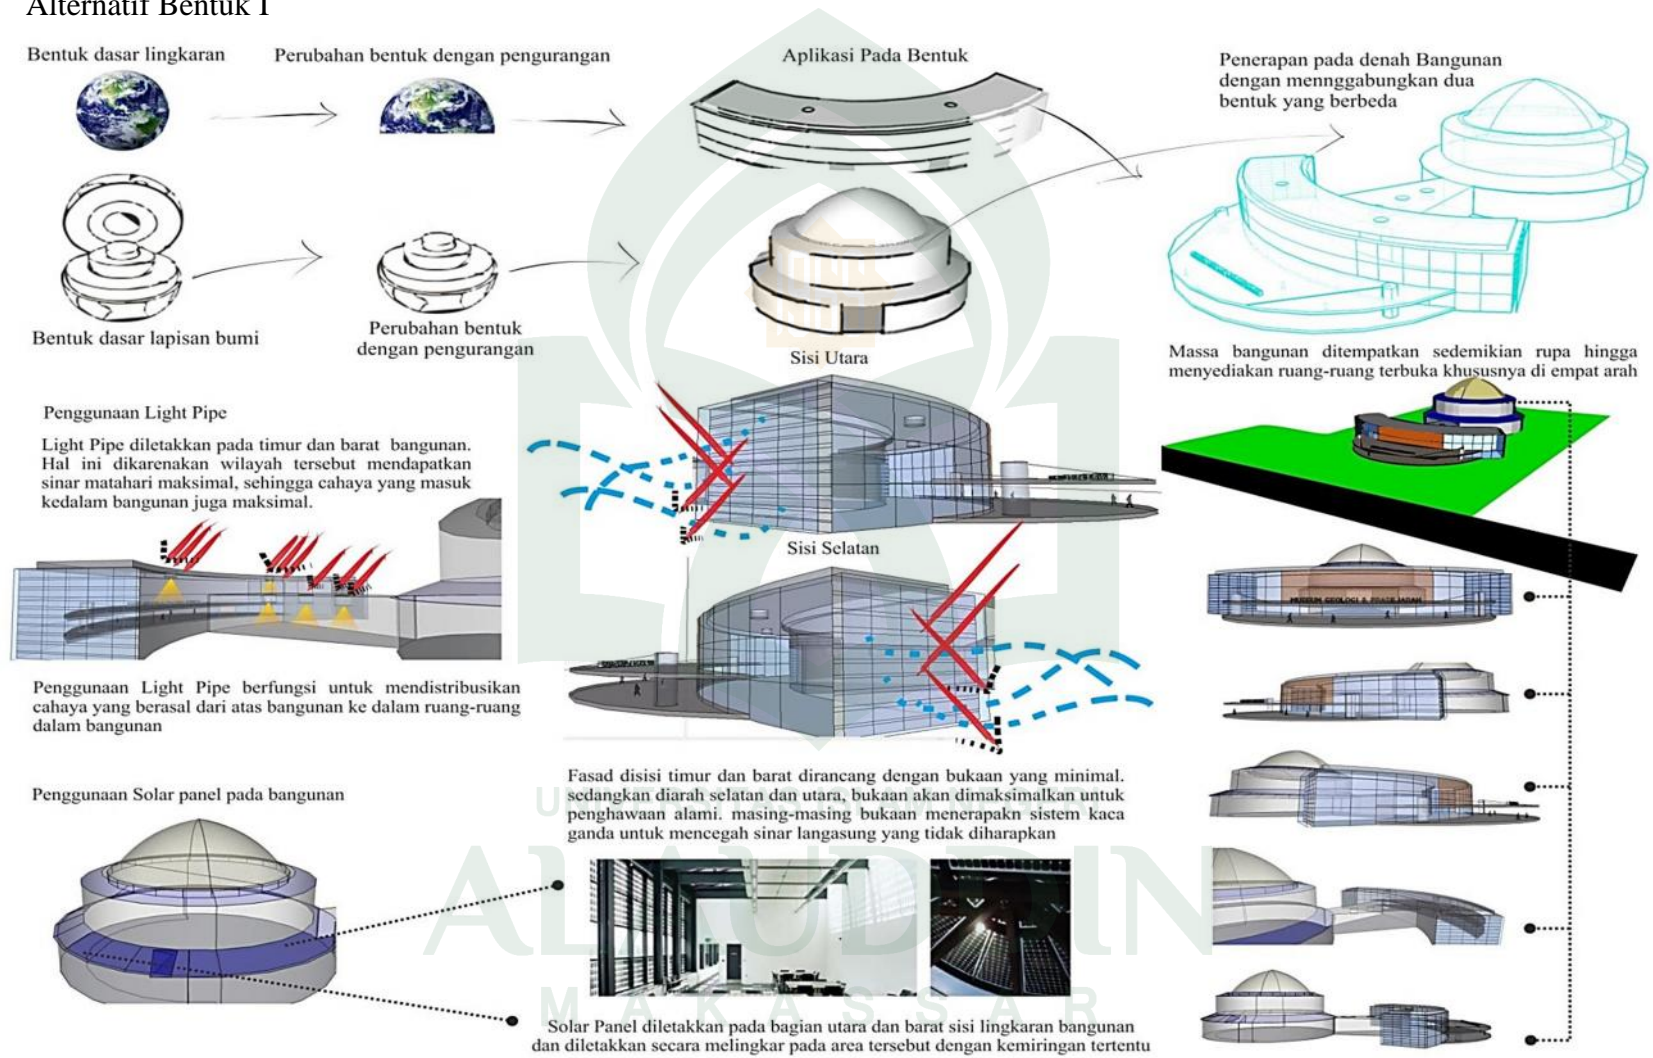 Alternatif Bentuk I
Bentuk dasar lingkaran
Perubahan bentuk dengan pengurangan
Aplikasi Pada Bentuk
Penerapan pada denah Bangunan
dengan mennggabungkan dua
bentuk yang berbeda
Bentuk dasar lapisan bumi
Perubahan bentuk
dengan pengurangan
Sisi Utara
Massa bangunan ditempatkan sedemikian rupa hingga
menyediakan ruang-ruang terbuka khususnya di empat arah
Penggunaan Light Pipe
Light Pipe diletakkan pada timur dan barat bangunan.
Hal ini dikarenakan wilayah tersebut mendapatkan
sinar matahari maksimal, sehingga cahaya yang masuk
kedalam bangunan juga maksimal.
Sisi Selatan
MUSEUM GEOLOGI & PRASEJARAH
Penggunaan Light Pipe berfungsi untuk mendistribusikan
cahaya yang berasal dari atas bangunan ke dalam ruang-ruang
dalam bangunan
Penggunaan Solar panel pada bangunan
Fasad disisi timur dan barat dirancang dengan bukaan yang minimal.
sedangkan diarah selatan dan utara, bukaan akan dimaksimalkan untuk
penghawaan alami. masing-masing bukaan menerapakn sistem kaca
ganda untuk mencegah sinar langasung yang tidak diharapkan
UNIVERSITAS ISLAM NEGERI
ALAUDDIN
MAKASSAR
Solar Panel diletakkan pada bagian utara dan barat sisi lingkaran bangunan
dan diletakkan secara melingkar pada area tersebut dengan kemiringan tertentu